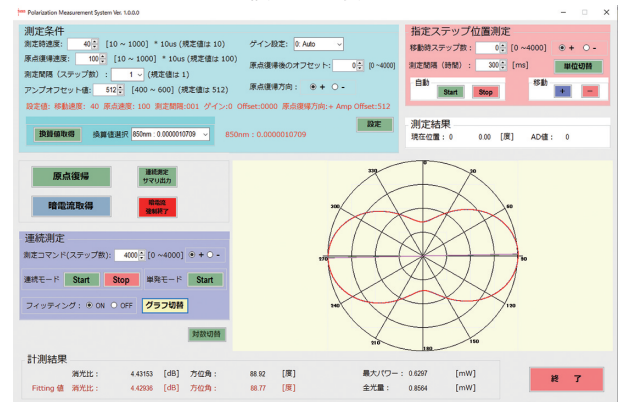 Polarization Measurement System Ver. 1.0.0.0
測定条件
測定時速度: 40 [10 ~ 1000] * 10us (規定値は 10) ゲイン設定: 0: Auto
原点復帰速度: 100 [10 ~ 1000] * 10us (規定値は 100) 原点復帰後のオフセット: 0 [0 ~4000]
測定間隔 (ステップ数) : 1 (規定値は 1)
アンプオフセット値: 512 [400 ~ 600] (規定値は 512) 原点復帰方向: + -
設定値: 移動速度: 40 原点速度: 100 測定間隔:001 ゲイン:0 Offset:0000 原点復帰方向:+ Amp Offset:512
設定
換算値取得 換算値選択 850nm : 0.0000010709 850nm : 0.0000010709
指定ステップ位置測定
移動時ステップ数: 0 [0 ~4000] + -
測定間隔 (時間) : 300 [ms] 単位切替
自動 移動
Start Stop + -
測定結果
現在位置: 0 0.00 [度] AD値: 0
原点復帰 連続測定
サマリ出力
暗電流取得 暗電流
強制終了
連続測定
測定コマンド(ステップ数): 4000 [0 ~4000] + -
連続モード Start Stop 単発モード Start
フィッティング: ON OFF グラフ切替
対数切替
0
30
60
90
120
150
180
210
240
270
300
330
計測結果
消光比: 4.43153 [dB] 方位角: 88.92 [度] 最大パワー: 0.6297 [mW]
Fitting 値 消光比: 4.42936 [dB] 方位角: 88.77 [度] 全光量: 0.8564 [mW]
終 了